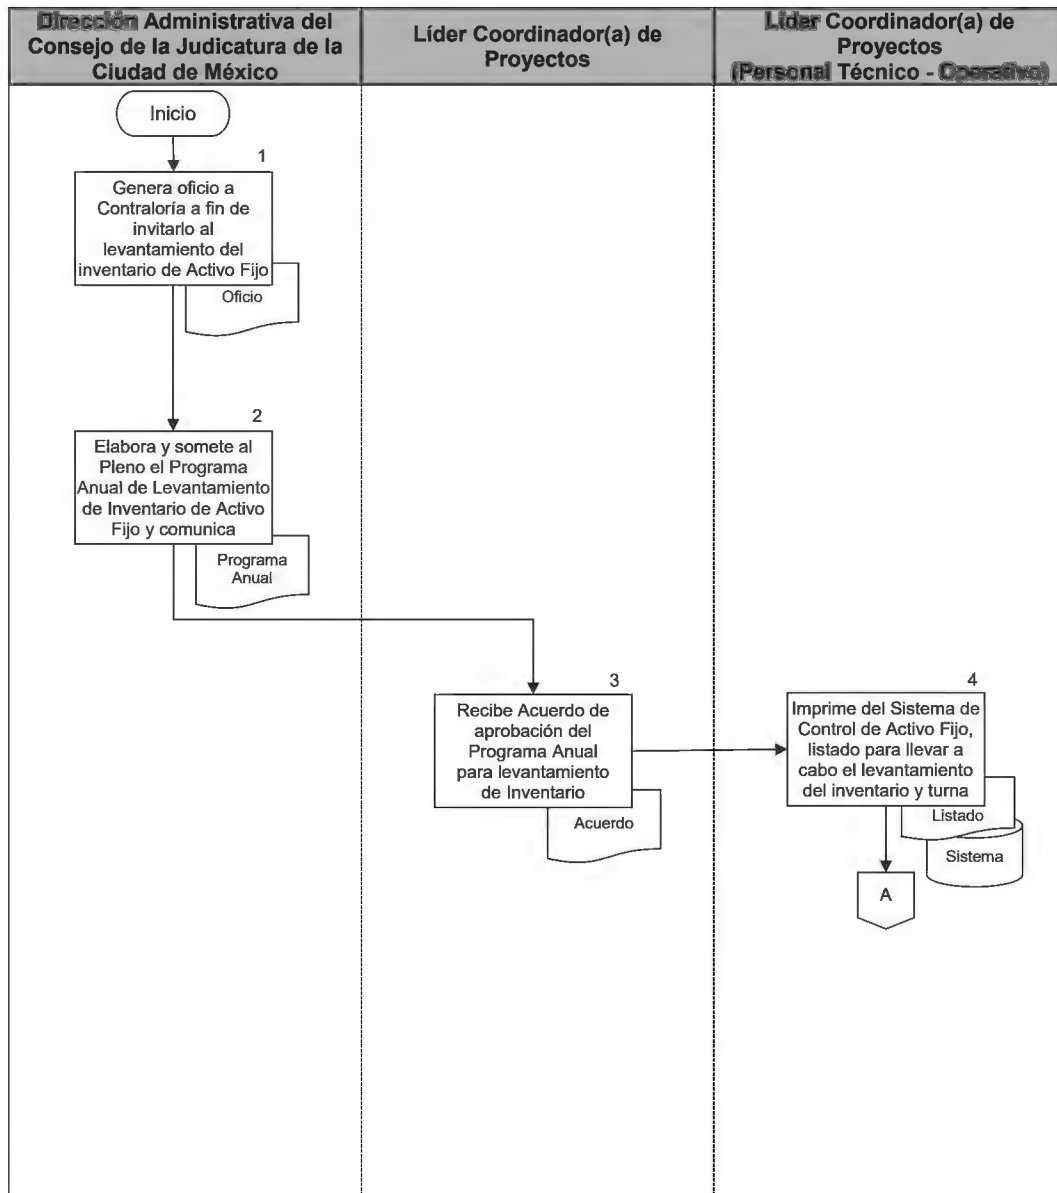 Dirección Administrativa del
Consejo de la Judicatura de la
Ciudad de México
Líder Coordinador(a) de
Proyectos
Líder Coordinador(a) de
Proyectos
(Personal Técnico - Operativo)
Inicio
1
Genera oficio a
Contraloría a fin de
invitarlo al
levantamiento del
inventario de Activo Fijo
Oficio
2
Elabora y somete al
Pleno el Programa
Anual de Levantamiento
de Inventario de Activo
Fijo y comunica
Programa
Anual
3
Recibe Acuerdo de
aprobación del
Programa Anual
para levantamiento
de Inventario
Acuerdo
4
Imprime del Sistema de
Control de Activo Fijo,
listado para llevar a
cabo el levantamiento
del inventario y turna
Listado
Sistema
A